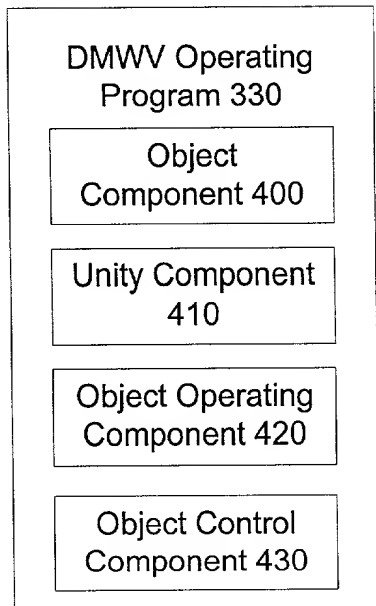 DMWV Operating
Program 330
Object
Component 400
Unity Component
410
Object Operating
Component 420
Object Control
Component 430